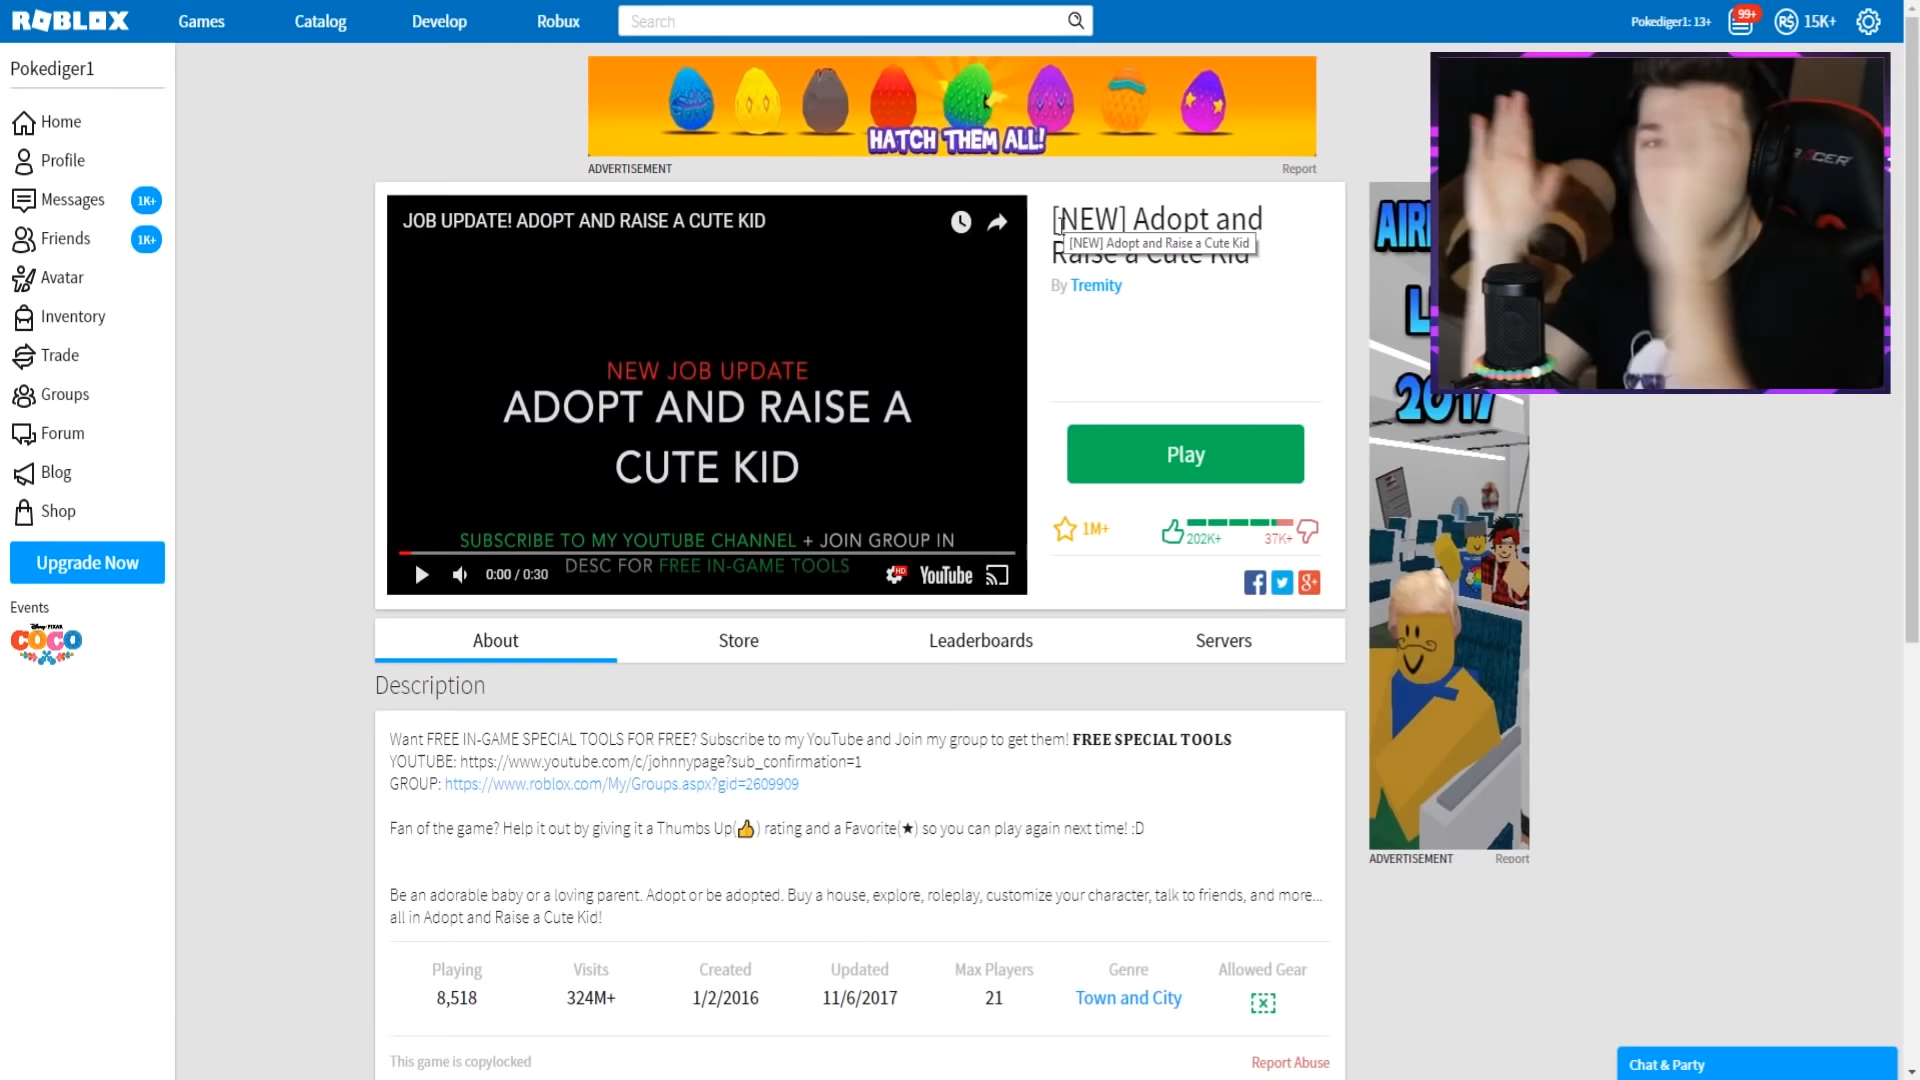 ROBLOX Games Catalog Develop Robux Search Pokediger1: 13+ 99+ R$ 15K+
Pokediger1
Home
Profile
Messages 1K+
Friends 1K+
Avatar
Inventory
Trade
Groups
Forum
Blog
Shop
Upgrade Now
Events
DISNEY PIXAR
COCO
HATCH THEM ALL!
ADVERTISEMENT Report
JOB UPDATE! ADOPT AND RAISE A CUTE KID
NEW JOB UPDATE
ADOPT AND RAISE A
CUTE KID
SUBSCRIBE TO MY YOUTUBE CHANNEL + JOIN GROUP IN
DESC FOR FREE IN-GAME TOOLS
0:00 / 0:30 HD YouTube
[NEW] Adopt and
[NEW] Adopt and Raise a Cute Kid
Raise a Cute Kid
By Tremity
Play
1M+ 202K+ 37K+
2017
ADVERTISEMENT Report
About Store Leaderboards Servers
Description
Want FREE IN-GAME SPECIAL TOOLS FOR FREE? Subscribe to my YouTube and Join my group to get them! FREE SPECIAL TOOLS
YOUTUBE: https://www.youtube.com/c/johnnypage?sub_confirmation=1
GROUP: https://www.roblox.com/My/Groups.aspx?gid=2609909
Fan of the game? Help it out by giving it a Thumbs Up(👍) rating and a Favorite(★) so you can play again next time! :D
Be an adorable baby or a loving parent. Adopt or be adopted. Buy a house, explore, roleplay, customize your character, talk to friends, and more...
all in Adopt and Raise a Cute Kid!
Playing Visits Created Updated Max Players Genre Allowed Gear
8,518 324M+ 1/2/2016 11/6/2017 21 Town and City
This game is copylocked Report Abuse
Chat & Party